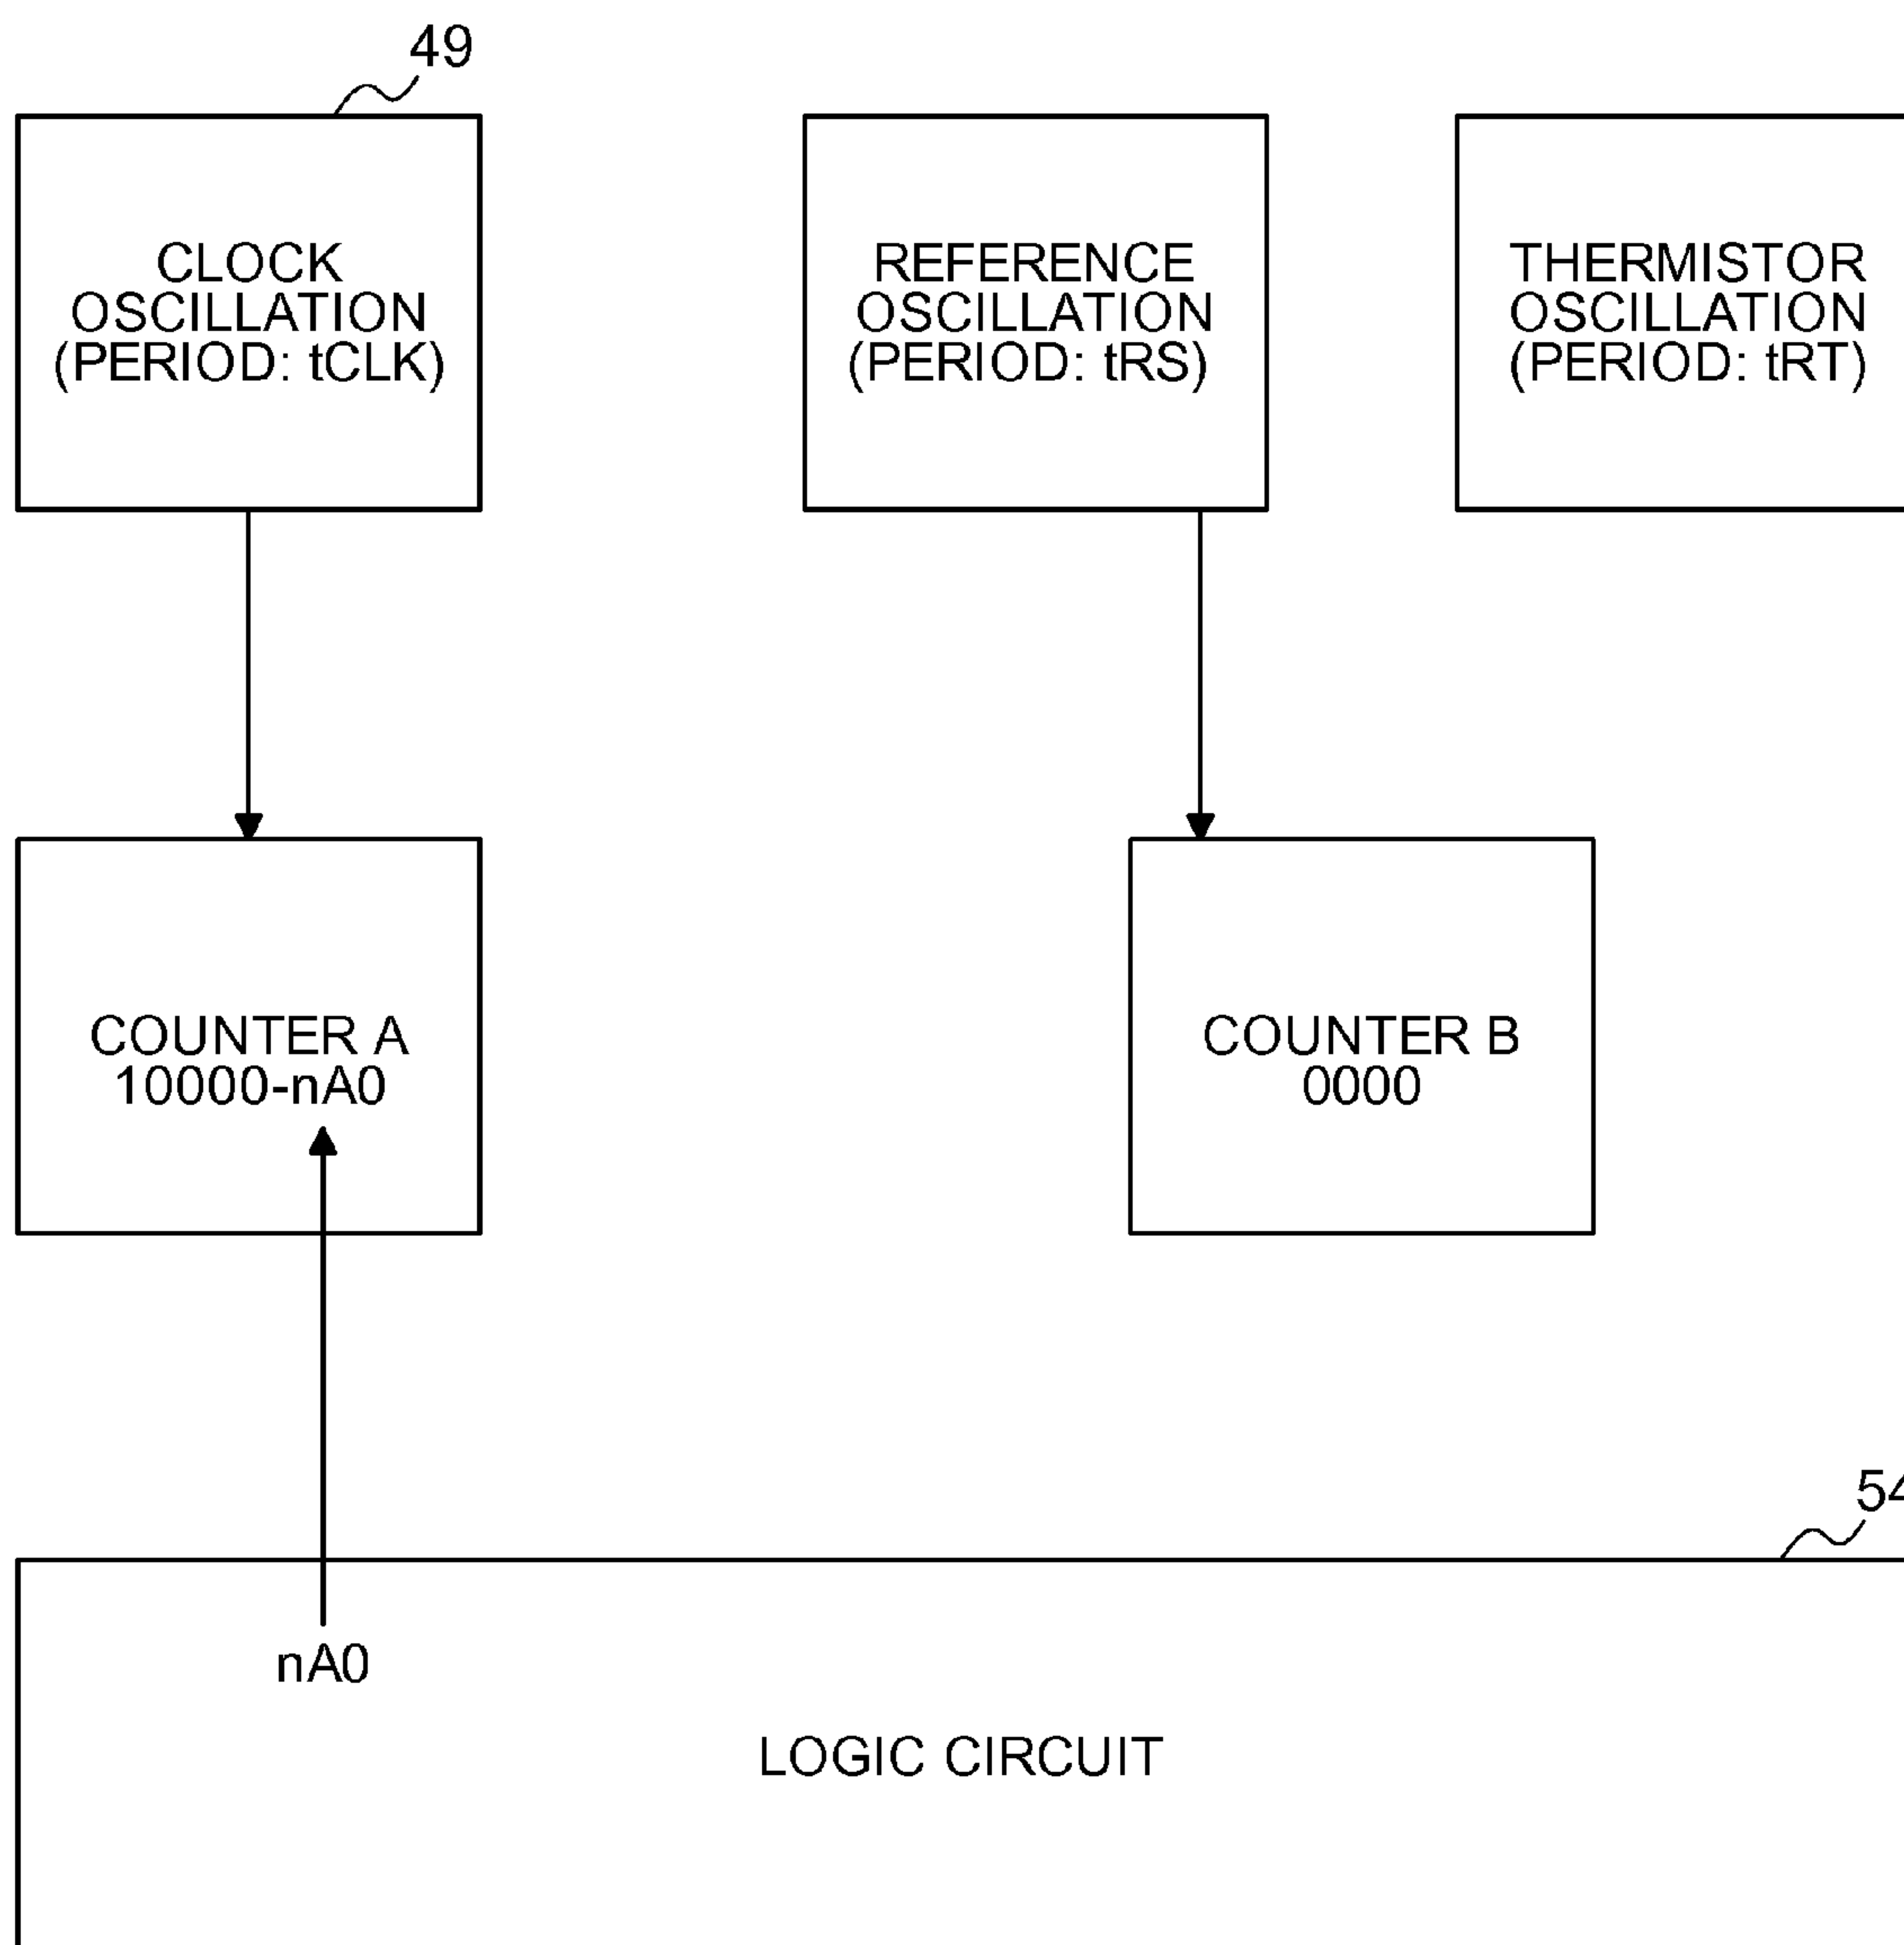 49
CLOCK
OSCILLATION
(PERIOD: tCLK)
REFERENCE
OSCILLATION
(PERIOD: tRS)
THERMISTOR
OSCILLATION
(PERIOD: tRT)
COUNTER A
10000-nA0
COUNTER B
0000
54
nA0
LOGIC CIRCUIT